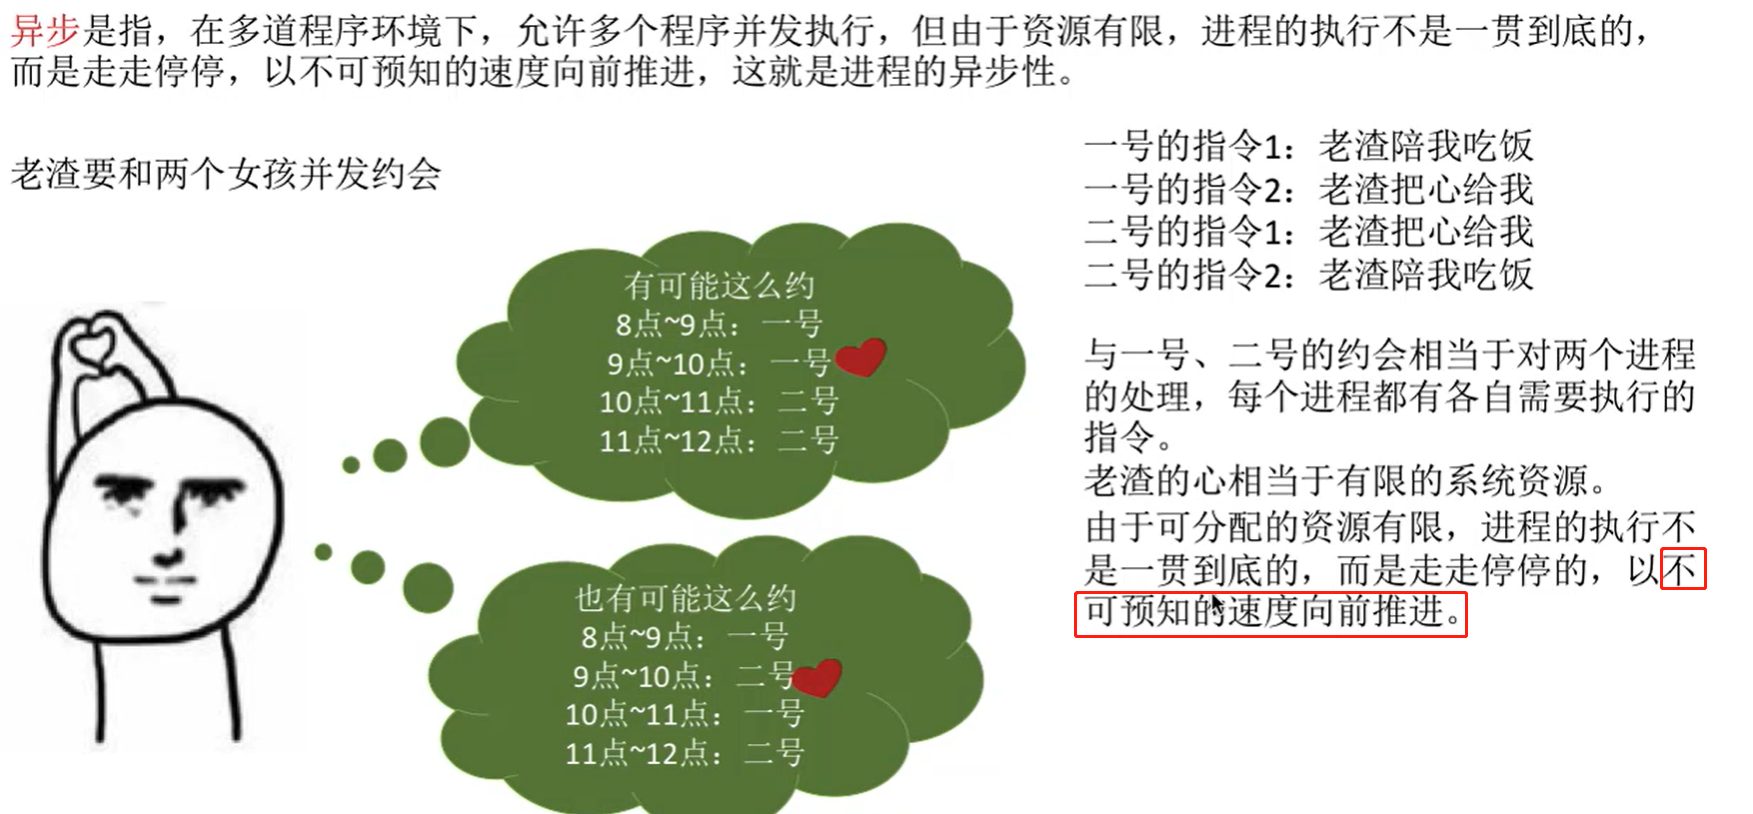 异步是指，在多道程序环境下，允许多个程序并发执行，但由于资源有限，进程的执行不是一贯到底的，
而是走走停停，以不可预知的速度向前推进，这就是进程的异步性。
老渣要和两个女孩并发约会
有可能这么约
8点~9点：一号
9点~10点：一号
10点~11点：二号
11点~12点：二号
也有可能这么约
8点~9点：一号
9点~10点：二号
10点~11点：一号
11点~12点：二号
一号的指令1：老渣陪我吃饭
一号的指令2：老渣把心给我
二号的指令1：老渣把心给我
二号的指令2：老渣陪我吃饭
与一号、二号的约会相当于对两个进程
的处理，每个进程都有各自需要执行的
指令。
老渣的心相当于有限的系统资源。
由于可分配的资源有限，进程的执行不
是一贯到底的，而是走走停停的，以不
可预知的速度向前推进。